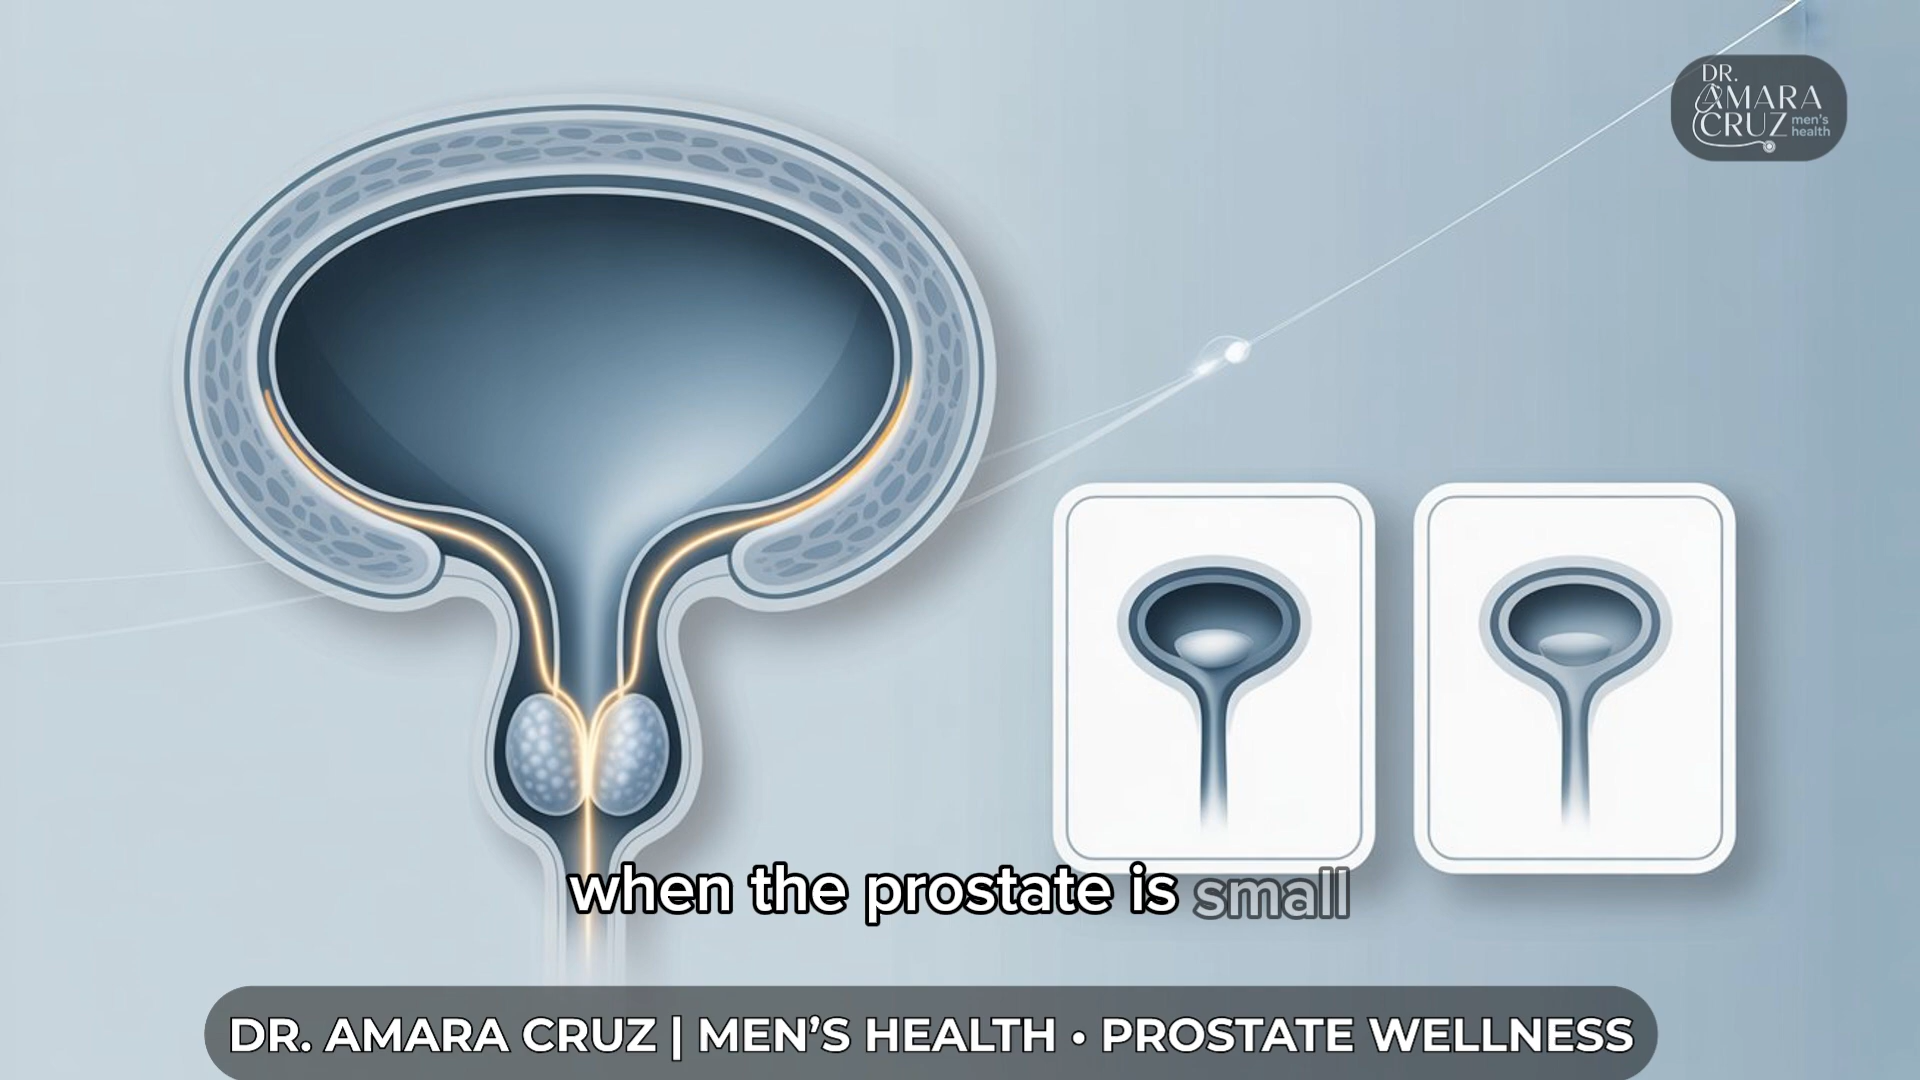 DR.
AMARA
CRUZ men's
health
when the prostate is small
DR. AMARA CRUZ | MEN'S HEALTH • PROSTATE WELLNESS